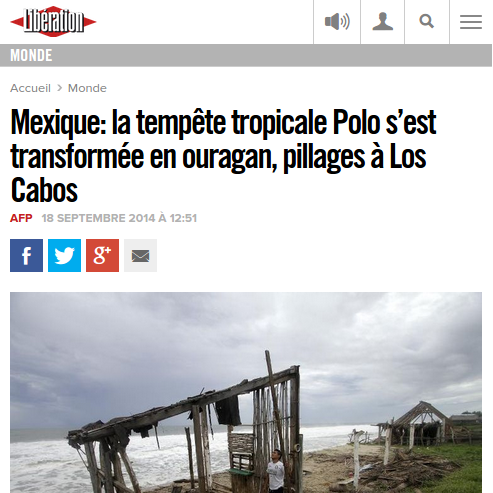 Libération
MONDE
Accueil > Monde
Mexique: la tempête tropicale Polo s’est
transformée en ouragan, pillages à Los
Cabos
AFP 18 SEPTEMBRE 2014 À 12:51